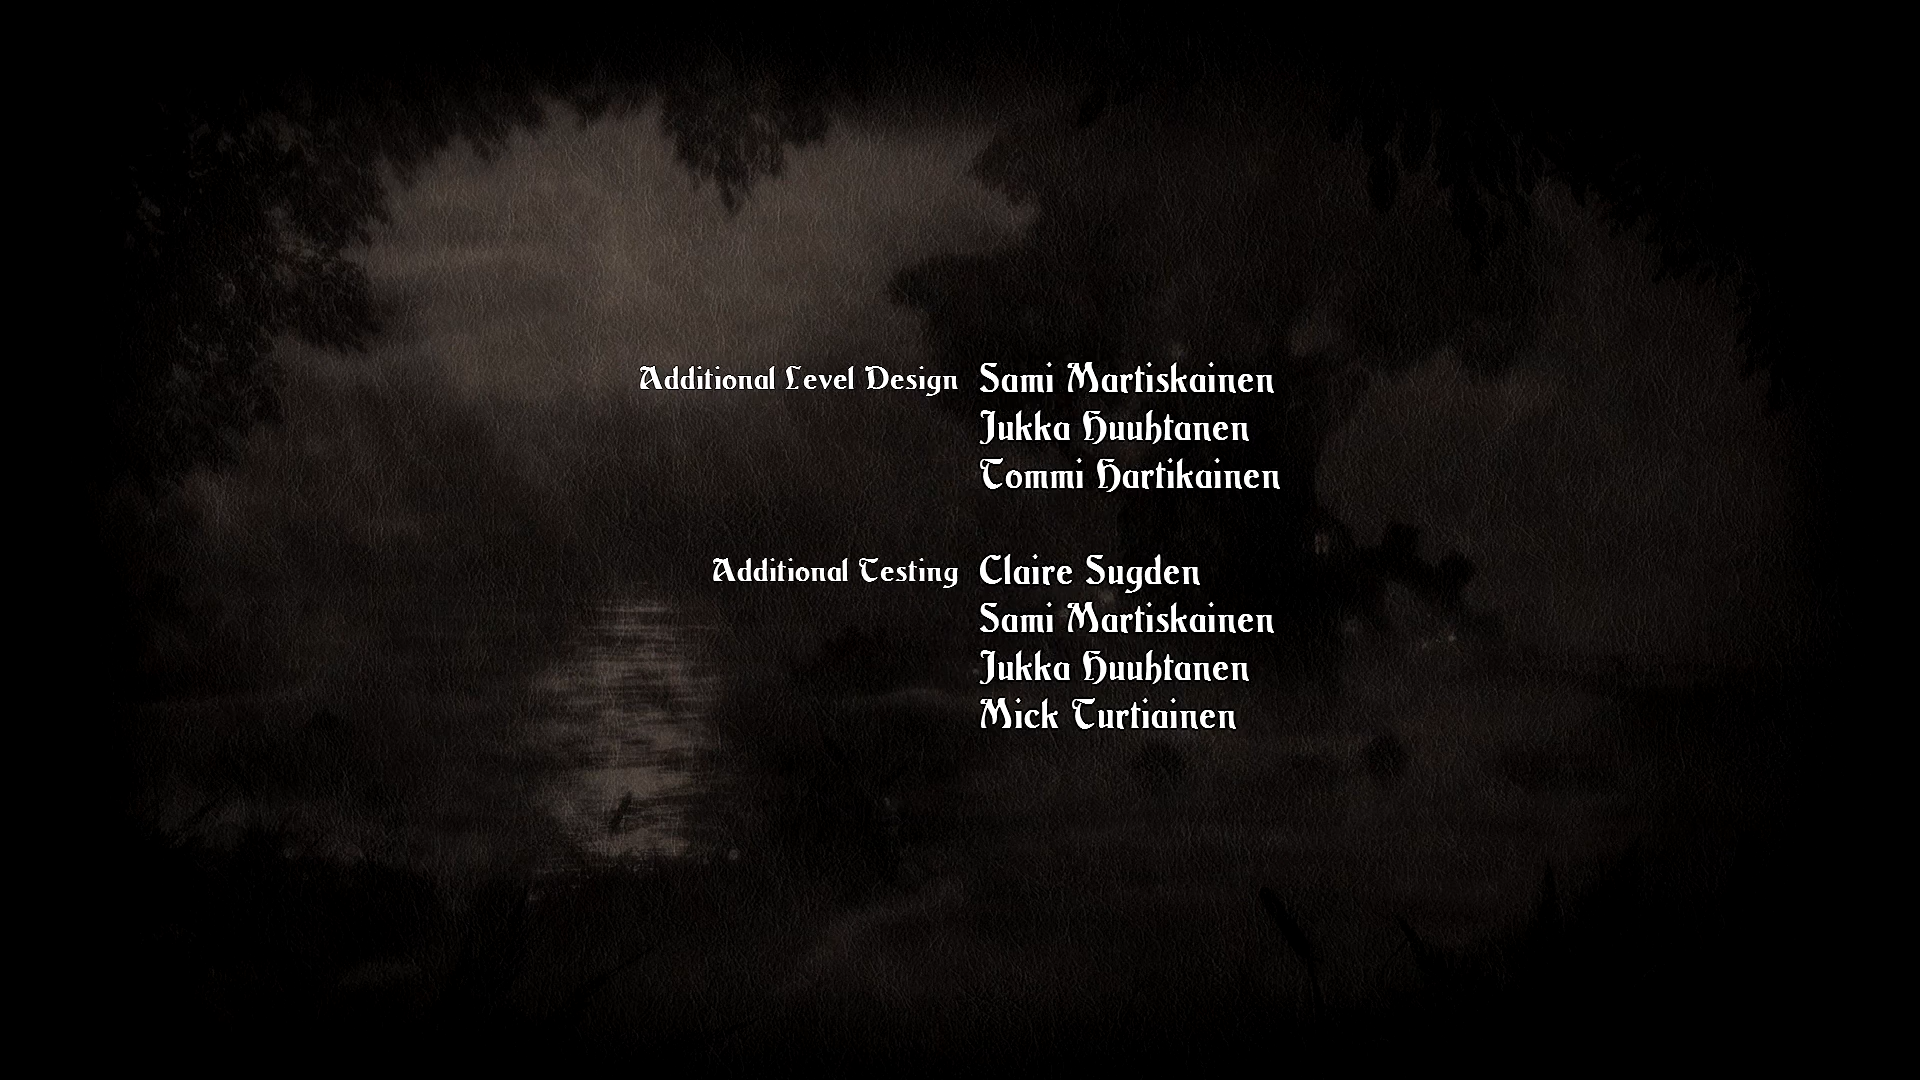 Additional Level Design Sami Martiskainen
Jukka Huuhtanen
Tommi Hartikainen
Additional Testing Claire Sugden
Sami Martiskainen
Jukka Huuhtanen
Mick Turtiainen